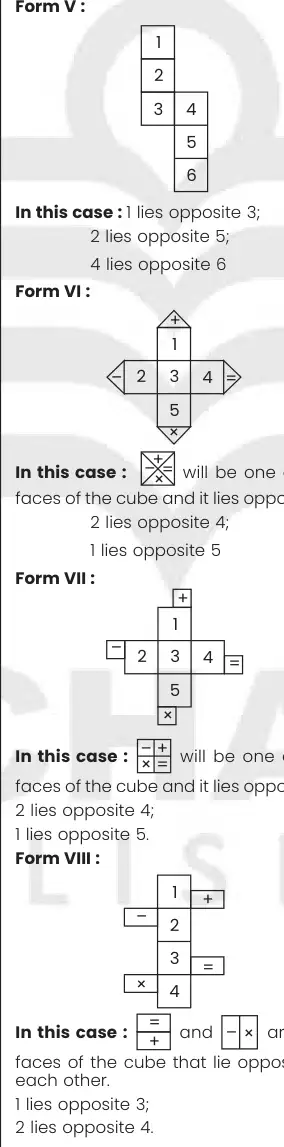 Form V :
1
2
3 4
5
6
In this case : 1 lies opposite 3;
2 lies opposite 5;
4 lies opposite 6
Form VI :
+
1
− 2 3 4 =
5
×
In this case : + − = × will be one
faces of the cube and it lies oppo
2 lies opposite 4;
1 lies opposite 5
Form VII :
+
1
− 2 3 4 =
5
×
In this case : − + × = will be one
faces of the cube and it lies oppo
2 lies opposite 4;
1 lies opposite 5.
Form VIII :
1 +
− 2
3 =
× 4
In this case : = + and − × ar
faces of the cube that lie oppos
each other.
1 lies opposite 3;
2 lies opposite 4.